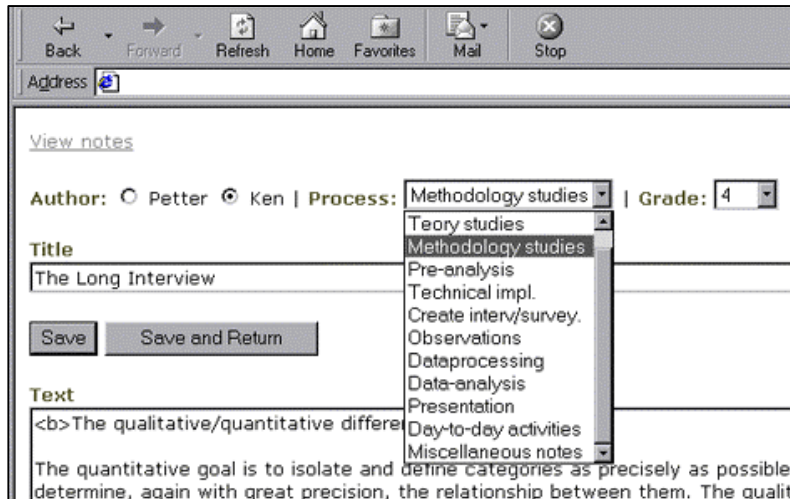 Back Forward Refresh Home Favorites Mail Stop
Address
View notes
Author: Petter Ken | Process: Methodology studies | Grade: 4
Teory studies
Methodology studies
Pre-analysis
Technical impl.
Create interv/survey.
Observations
Dataprocessing
Data-analysis
Presentation
Day-to-day activities
Miscellaneous notes
Title
The Long Interview
Save Save and Return
Text
<b>The qualitative/quantitative
The quantitative goal is to isolate and define categories as precisely as possible
determine, again with great precision, the relationship between them. The